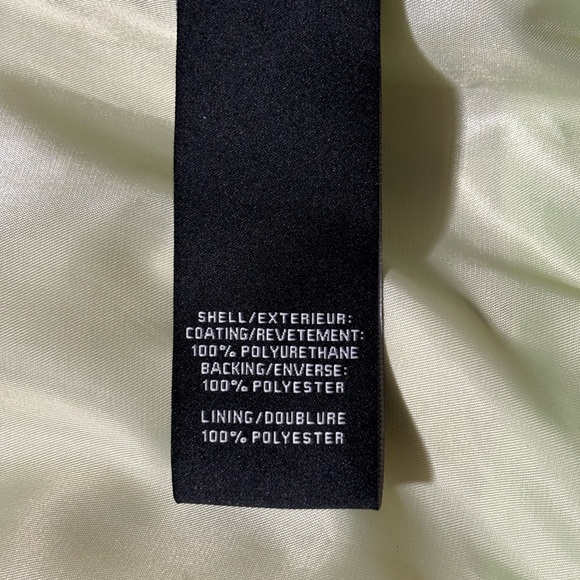 SHELL/EXTERIEUR:
COATING/REVETEMENT:
100% POLYURETHANE
BACKING/ENVERSE:
100% POLYESTER
LINING/DOUBLURE
100% POLYESTER